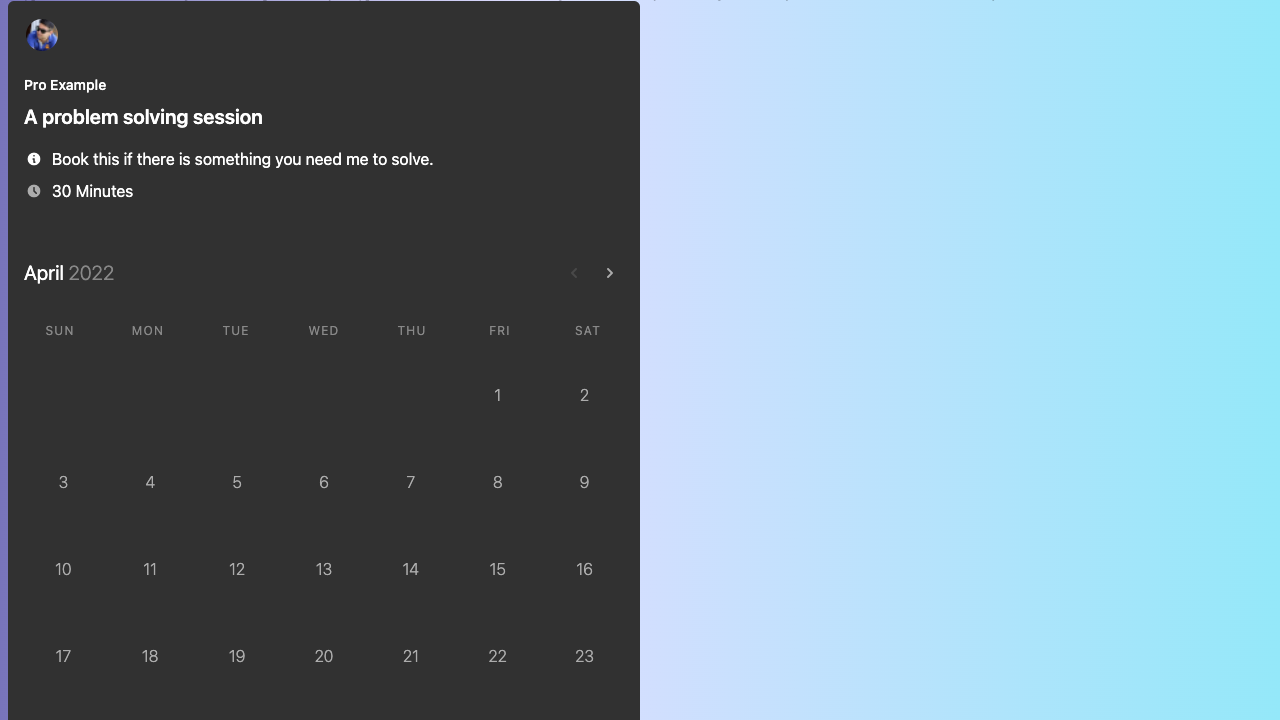 Pro Example
A problem solving session
Book this if there is something you need me to solve.
30 Minutes
April 2022
SUN MON TUE WED THU FRI SAT
1 2
3 4 5 6 7 8 9
10 11 12 13 14 15 16
17 18 19 20 21 22 23